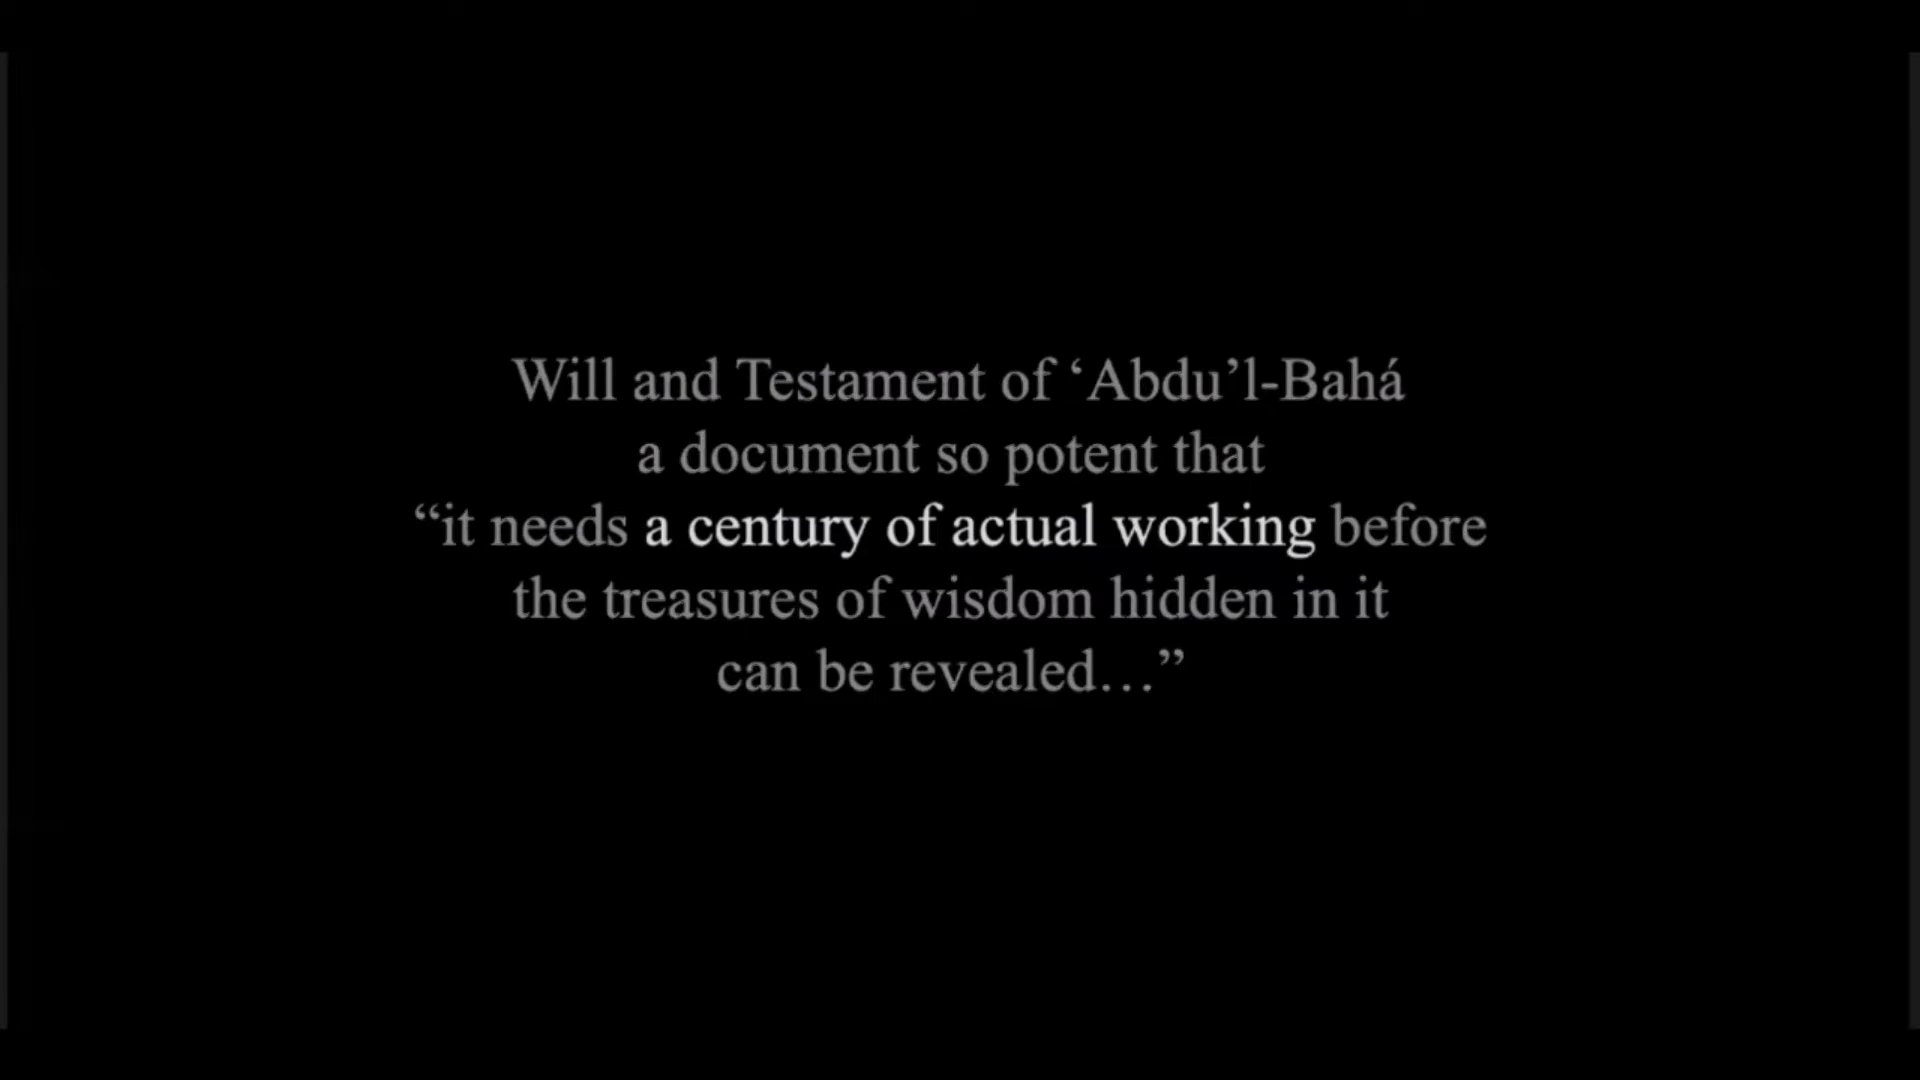 Will and Testament of ‘Abdu’l-Bahá
a document so potent that
“it needs a century of actual working before
the treasures of wisdom hidden in it
can be revealed…”